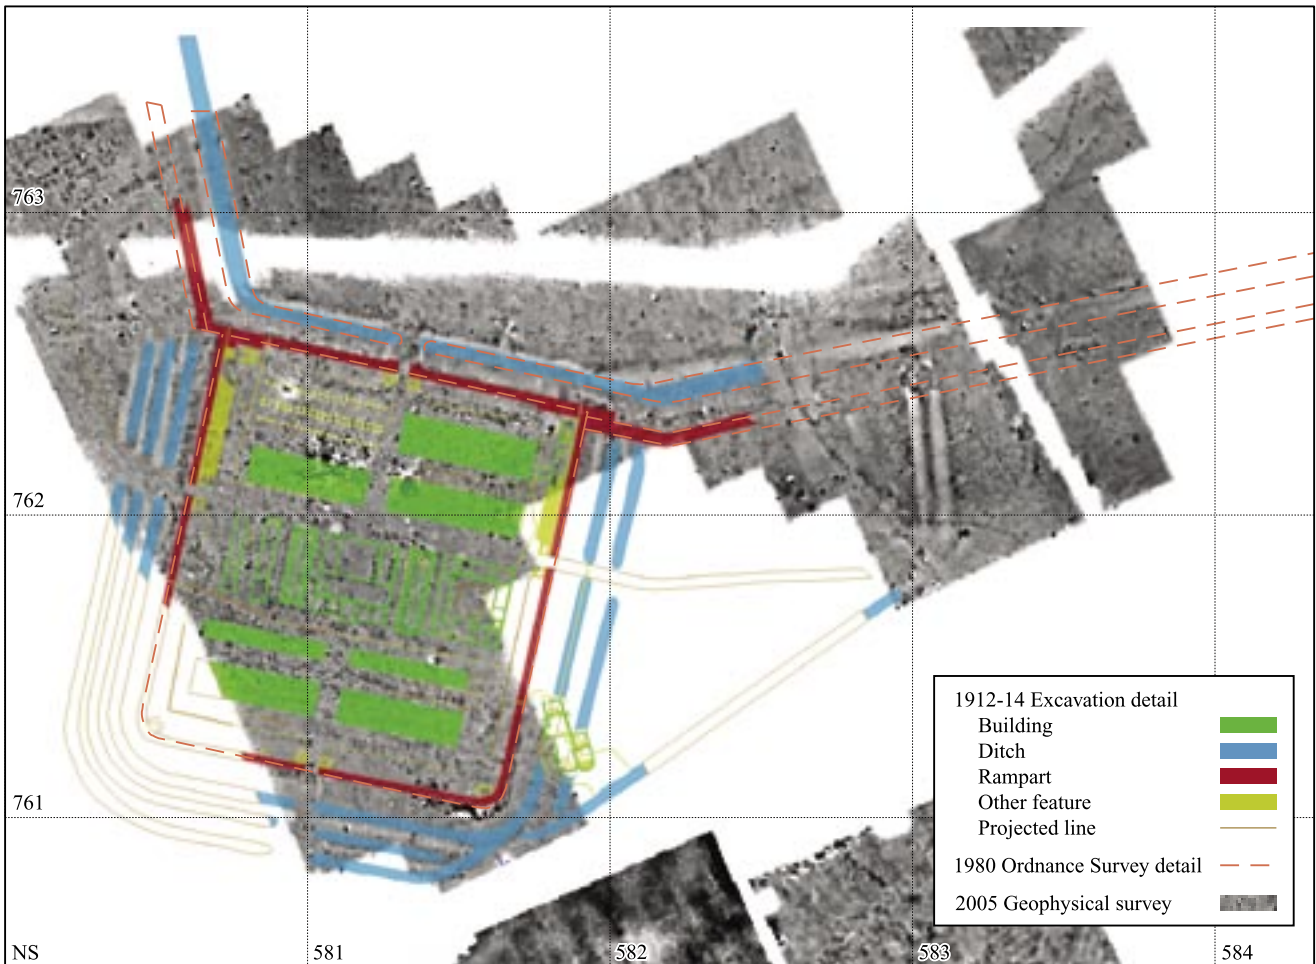 763
762
761
NS
581
582
583
584
1912-14 Excavation detail
Building
Ditch
Rampart
Other feature
Projected line
1980 Ordnance Survey detail
2005 Geophysical survey